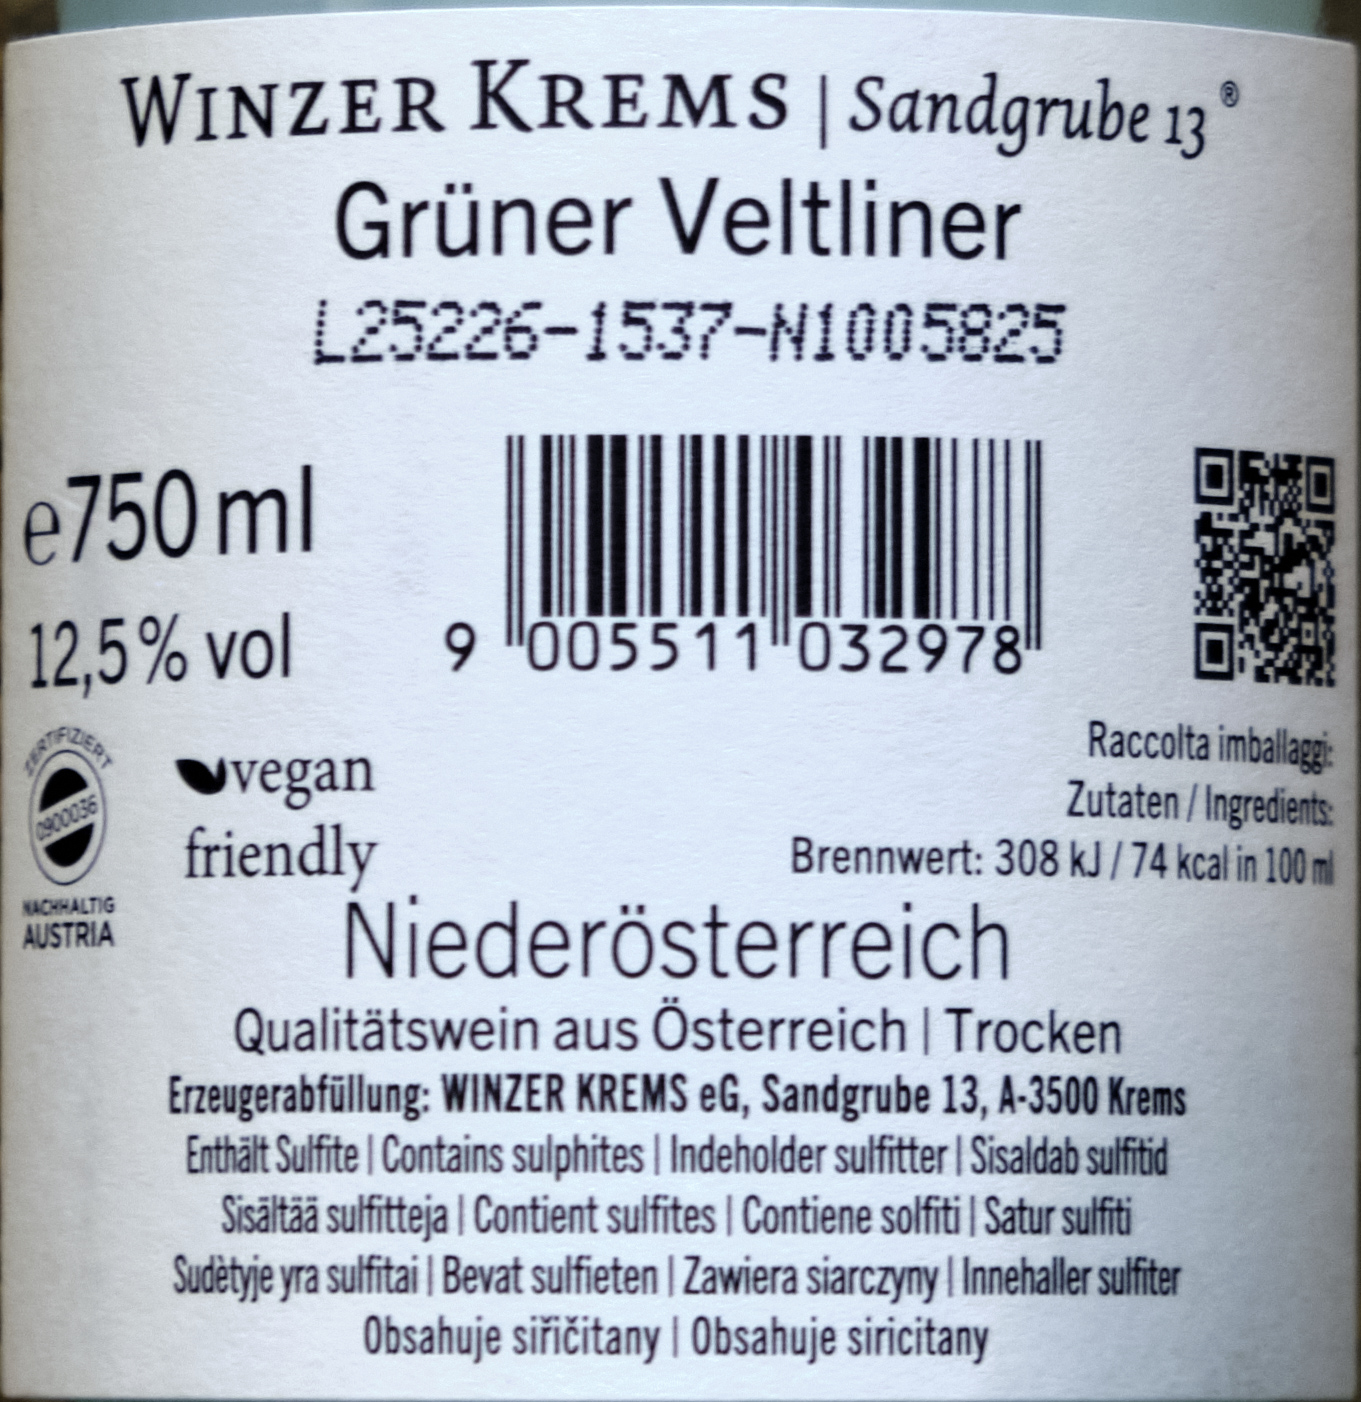 WINZER KREMS | Sandgrube 13®
Grüner Veltliner
L25226-1537-N1005825
e750 ml
12,5% vol
9 005511 032978
ZERTIFIZIERT
0900036
NACHHALTIG
AUSTRIA
vegan
friendly
Raccolta imballaggi:
Zutaten / Ingredients:
Brennwert: 308 kJ / 74 kcal in 100 ml
Niederösterreich
Qualitätswein aus Österreich | Trocken
Erzeugerabfüllung: WINZER KREMS eG, Sandgrube 13, A-3500 Krems
Enthält Sulfite | Contains sulphites | Indeholder sulfitter | Sisaldab sulfitid
Sisältää sulfitteja | Contient sulfites | Contiene solfiti | Satur sulfiti
Sudètyje yra sulfitai | Bevat sulfieten | Zawiera siarczyny | Innehaller sulfiter
Obsahuje siřičitany | Obsahuje siricitany